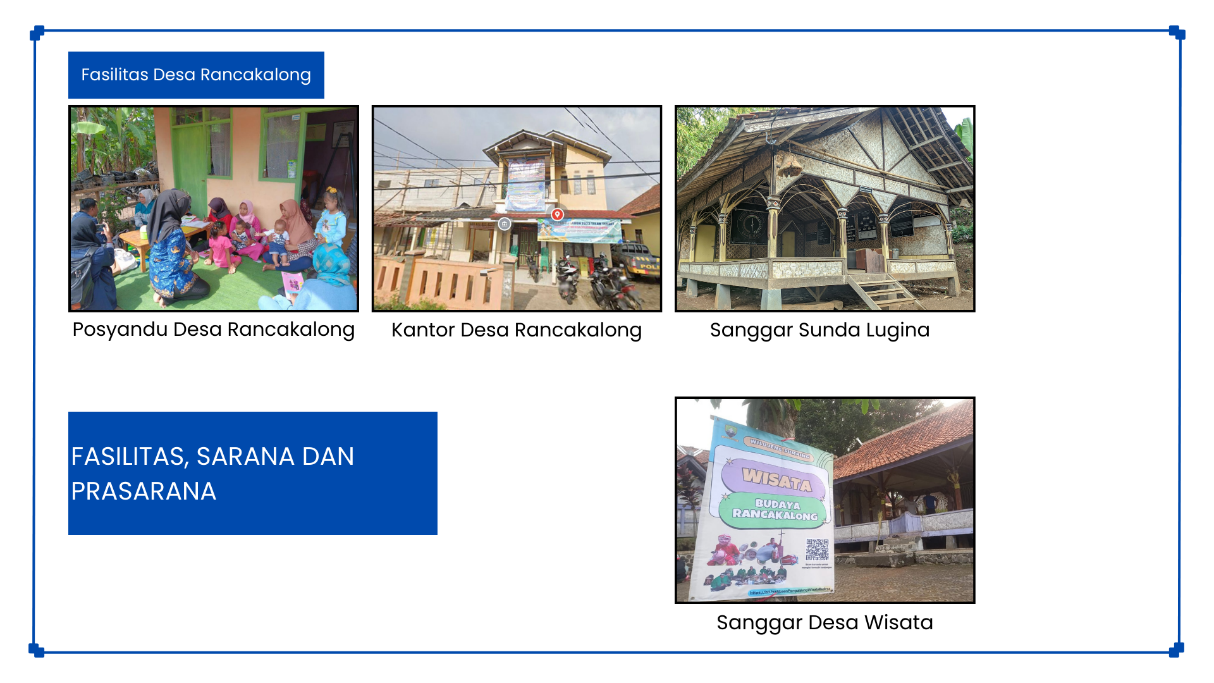 Fasilitas Desa Rancakalong
Posyandu Desa Rancakalong
Kantor Desa Rancakalong
Sanggar Sunda Lugina
FASILITAS, SARANA DAN
PRASARANA
WISATA
BUDAYA
RANCAKALONG
Sanggar Desa Wisata